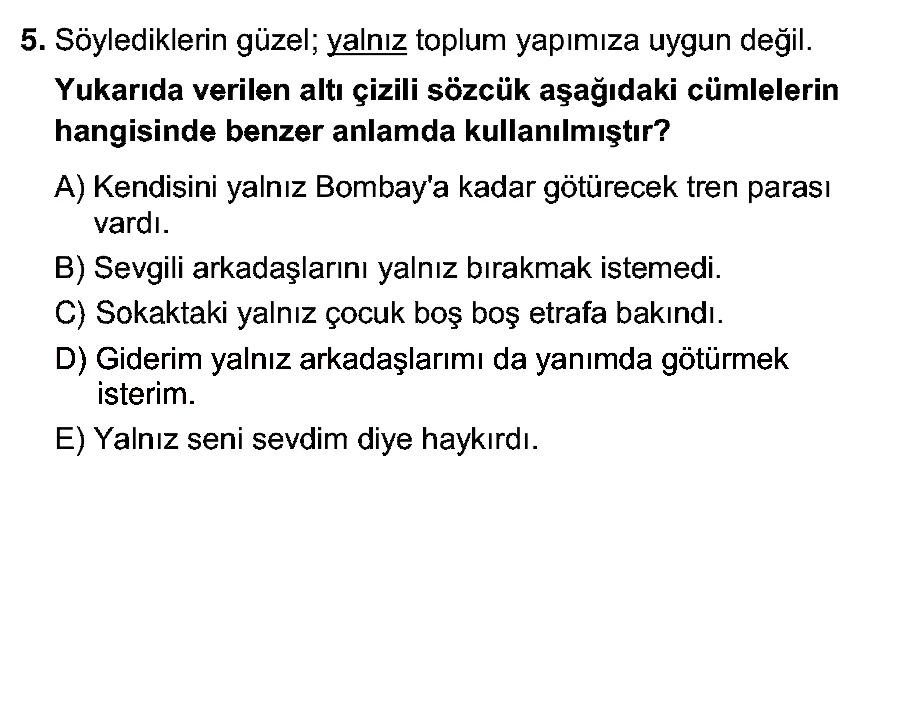 5. Söylediklerin güzel; yalnız toplum yapımıza uygun değil.
Yukarıda verilen altı çizili sözcük aşağıdaki cümlelerin
hangisinde benzer anlamda kullanılmıştır?
A) Kendisini yalnız Bombay'a kadar götürecek tren parası
vardı.
B) Sevgili arkadaşlarını yalnız bırakmak istemedi.
C) Sokaktaki yalnız çocuk boş boş etrafa bakındı.
D) Giderim yalnız arkadaşlarımı da yanımda götürmek
isterim.
E) Yalnız seni sevdim diye haykırdı.